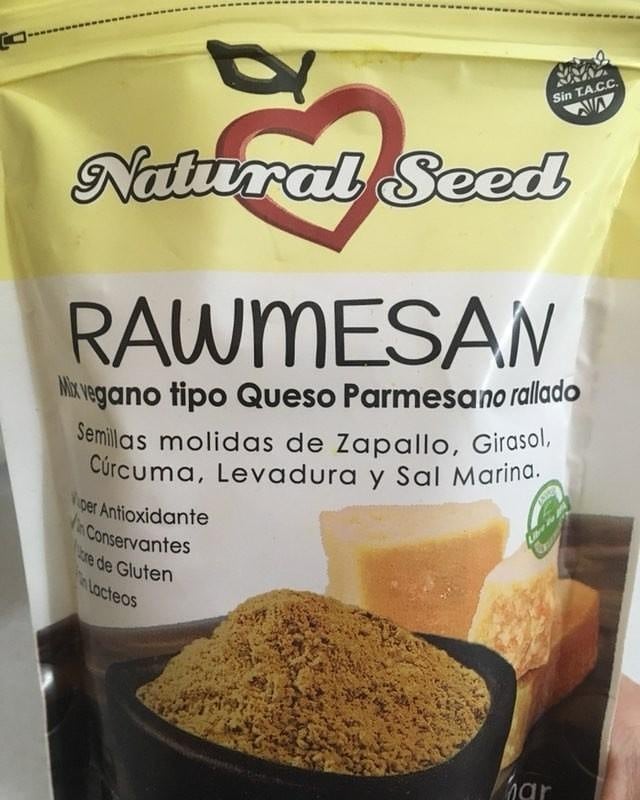 Sin T.A.C.C.
Natural Seed
RAWMESAN
Mix vegano tipo Queso Parmesano rallado
Semillas molidas de Zapallo, Girasol,
Cúrcuma, Levadura y Sal Marina.
Antioxidante
Conservantes
de Gluten
Lacteos